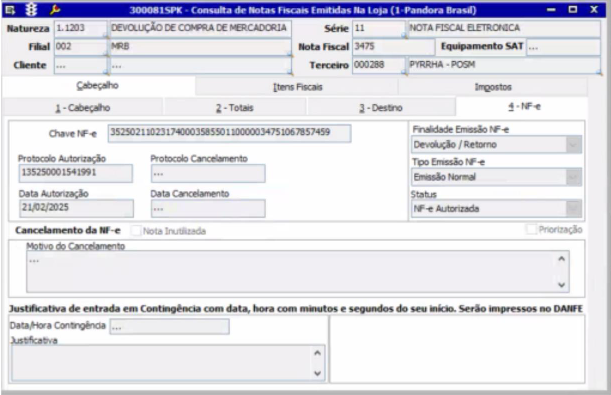 300081SPK - Consulta de Notas Fiscais Emitidas Na Loja (1-Pandora Brasil)
Natureza 1.1203 DEVOLUÇÃO DE COMPRA DE MERCADORIA Série 11 NOTA FISCAL ELETRONICA
Filial 002 MRB Nota Fiscal 3475 Equipamento SAT ...
Cliente ... ... Terceiro 000288 PYRRHA - POSM
Cabeçalho Itens Fiscais Impostos
1 - Cabeçalho 2 - Totais 3 - Destino 4 - NF-e
Chave NF-e 35250211023174000358550110000034751067857459
Finalidade Emissão NF-e
Devolução / Retorno
Protocolo Autorização Protocolo Cancelamento Tipo Emissão NF-e
135250001541991 ... Emissão Normal
Data Autorização Data Cancelamento Status
21/02/2025 ... NF-e Autorizada
Cancelamento da NF-e Nota Inutilizada Priorização
Motivo do Cancelamento
...
Justificativa de entrada em Contingência com data, hora com minutos e segundos do seu início. Serão impressos no DANFE
Data/Hora Contingência ...
Justificativa